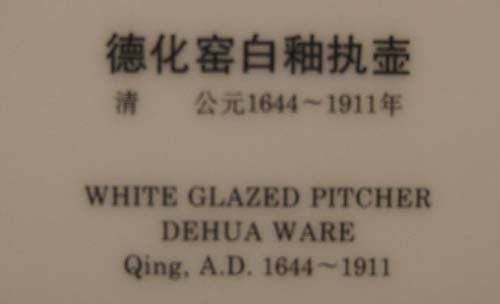 德化窑白釉执壶
清 公元1644～1911年
WHITE GLAZED PITCHER
DEHUA WARE
Qing, A.D. 1644～1911